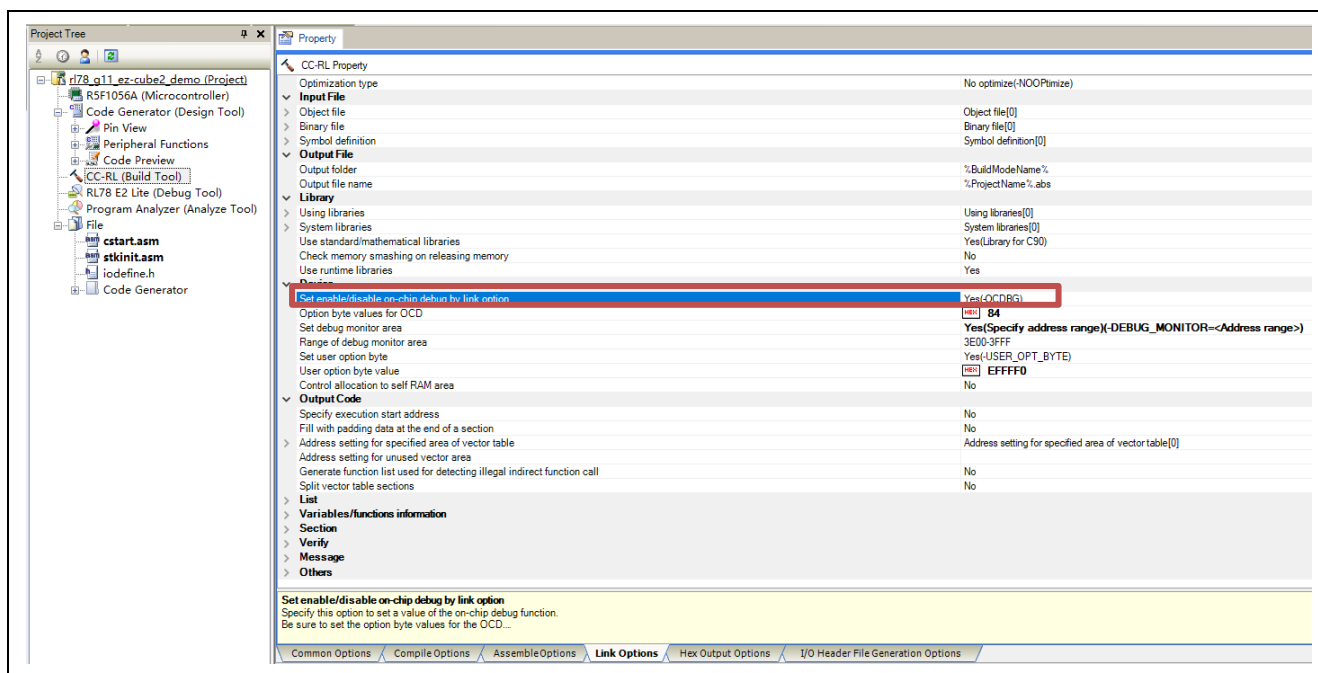 Project Tree
rl78_g11_ez-cube2_demo (Project)
R5F1056A (Microcontroller)
Code Generator (Design Tool)
Pin View
Peripheral Functions
Code Preview
CC-RL (Build Tool)
RL78 E2 Lite (Debug Tool)
Program Analyzer (Analyze Tool)
File
cstart.asm
stkinit.asm
iodefine.h
Code Generator
Property
CC-RL Property
Optimization type No optimize(-NOOPtimize)
Input File
Object file Object file[0]
Binary file Binary file[0]
Symbol definition Symbol definition[0]
Output File
Output folder %BuildModeName%
Output file name %ProjectName%.abs
Library
Using libraries Using libraries[0]
System libraries System libraries[0]
Use standard/mathematical libraries Yes(Library for C90)
Check memory smashing on releasing memory No
Use runtime libraries Yes
Device
Set enable/disable on-chip debug by link option Yes(-OCDBG)
Option byte values for OCD HEX 84
Set debug monitor area Yes(Specify address range)(-DEBUG_MONITOR=<Address range>)
Range of debug monitor area 3E00-3FFF
Set user option byte Yes(-USER_OPT_BYTE)
User option byte value HEX EFFFF0
Control allocation to self RAM area No
Output Code
Specify execution start address No
Fill with padding data at the end of a section No
Address setting for specified area of vector table Address setting for specified area of vector table[0]
Address setting for unused vector area
Generate function list used for detecting illegal indirect function call No
Split vector table sections No
List
Variables/functions information
Section
Verify
Message
Others
Set enable/disable on-chip debug by link option
Specify this option to set a value of the on-chip debug function.
Be sure to set the option byte values for the OCD....
Common Options Compile Options Assemble Options Link Options Hex Output Options I/O Header File Generation Options